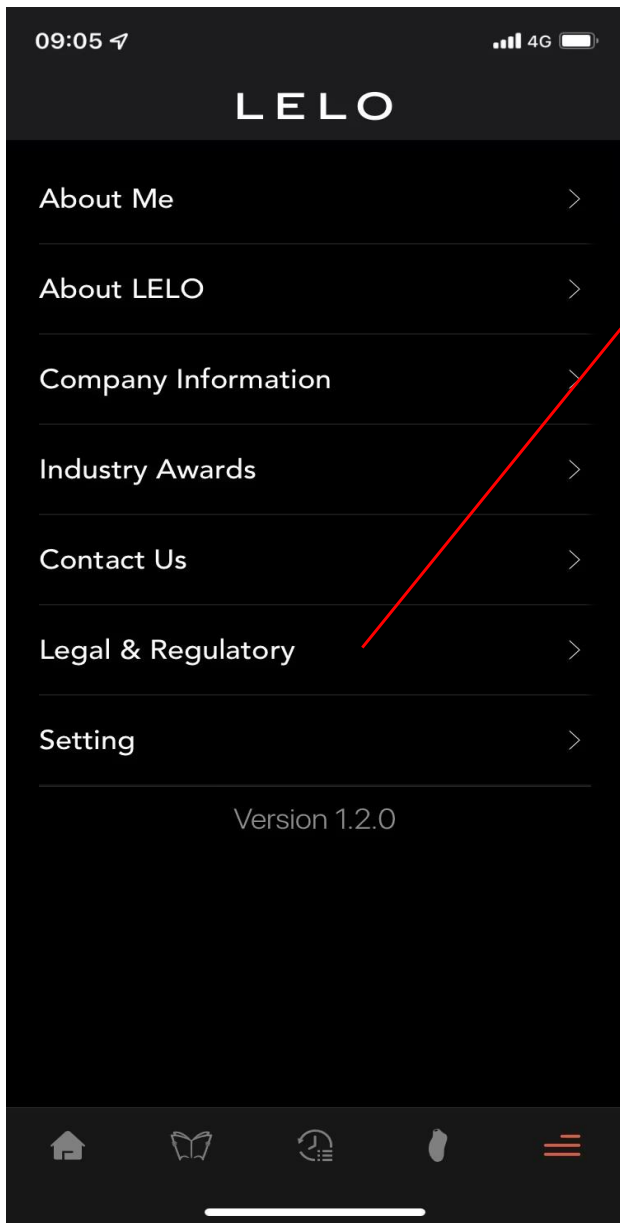 09:05 4G
LELO
About Me
About LELO
Company Information
Industry Awards
Contact Us
Legal & Regulatory
Setting
Version 1.2.0